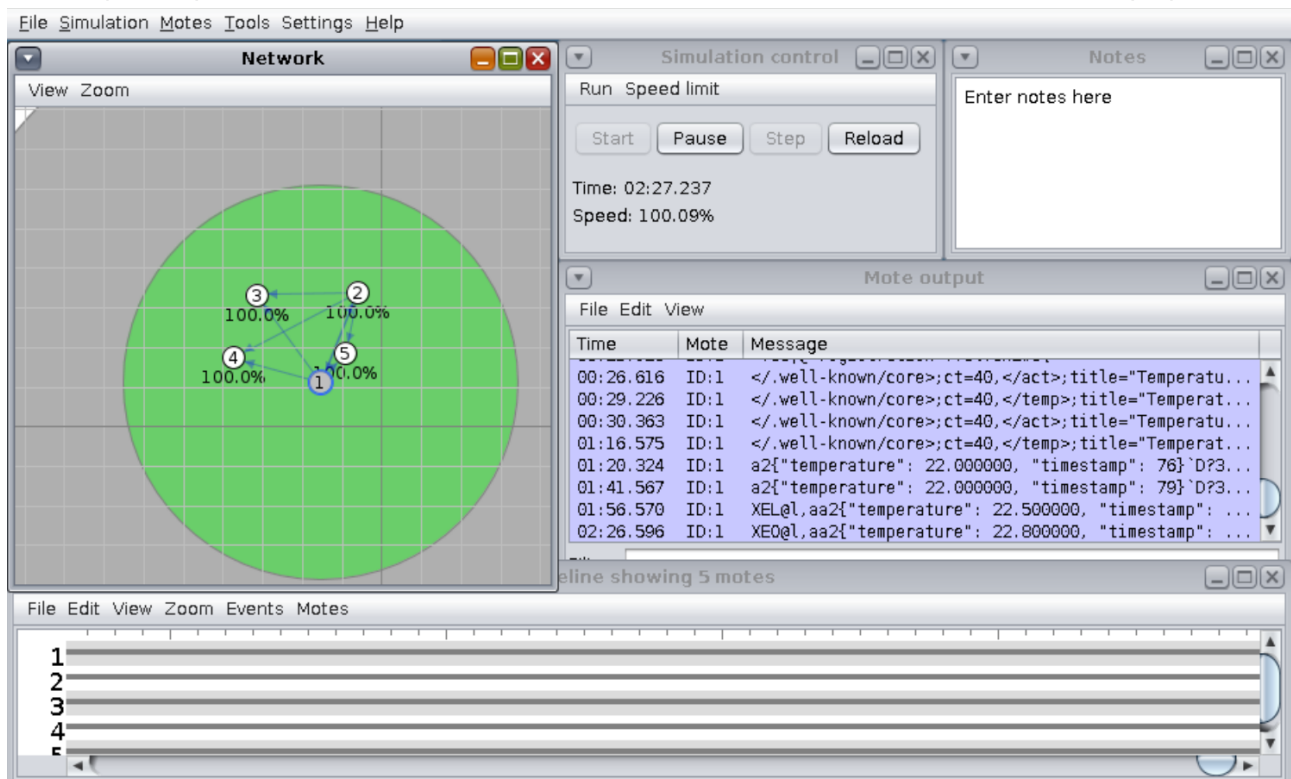 File Simulation Motes Tools Settings Help
Network
View Zoom
3
2
100.0%
100.0%
4
5
100.0%
1
00.0%
Simulation control
Run Speed limit
Start Pause Step Reload
Time: 02:27.237
Speed: 100.09%
Notes
Enter notes here
Mote output
File Edit View
Time Mote Message
00:26.616 ID:1 </.well-known/core>;ct=40,</act>;title="Temperatu...
00:29.226 ID:1 </.well-known/core>;ct=40,</temp>;title="Temperat...
00:30.363 ID:1 </.well-known/core>;ct=40,</act>;title="Temperatu...
01:16.575 ID:1 </.well-known/core>;ct=40,</temp>;title="Temperat...
01:20.324 ID:1 a2{"temperature": 22.000000, "timestamp": 76}`D?3...
01:41.567 ID:1 a2{"temperature": 22.000000, "timestamp": 79}`D?3...
01:56.570 ID:1 XEL@l,aa2{"temperature": 22.500000, "timestamp": ...
02:26.596 ID:1 XEO@l,aa2{"temperature": 22.800000, "timestamp": ...
eline showing 5 motes
File Edit View Zoom Events Motes
1
2
3
4
5